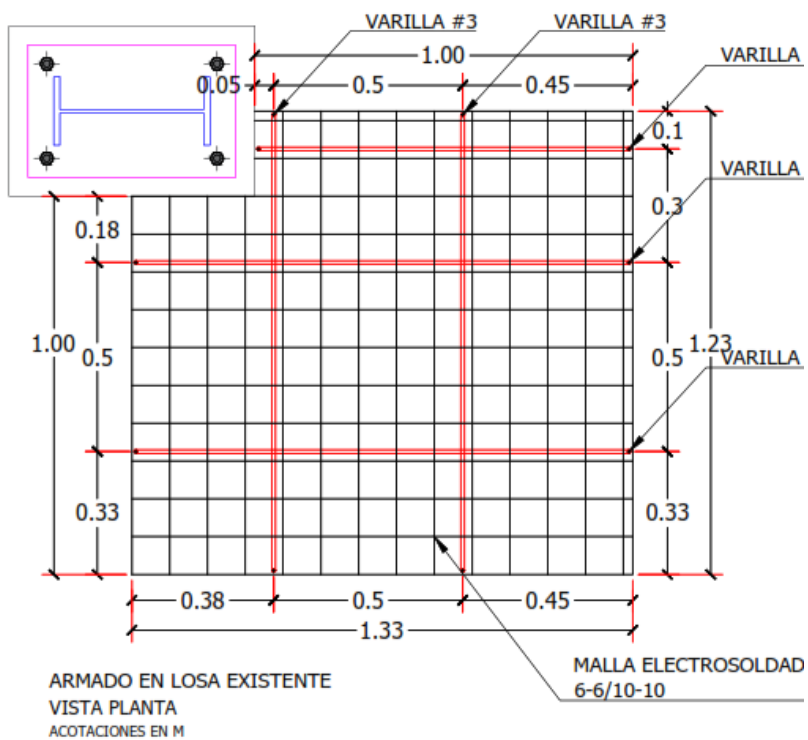 VARILLA #3 VARILLA #3
1.00
VARILLA
0.05 0.5 0.45
0.1
VARILLA
0.3
0.18
1.00 0.5 0.5 1.23
VARILLA
0.33 0.33
0.38 0.5 0.45
1.33
MALLA ELECTROSOLDAD
6-6/10-10
ARMADO EN LOSA EXISTENTE
VISTA PLANTA
ACOTACIONES EN M